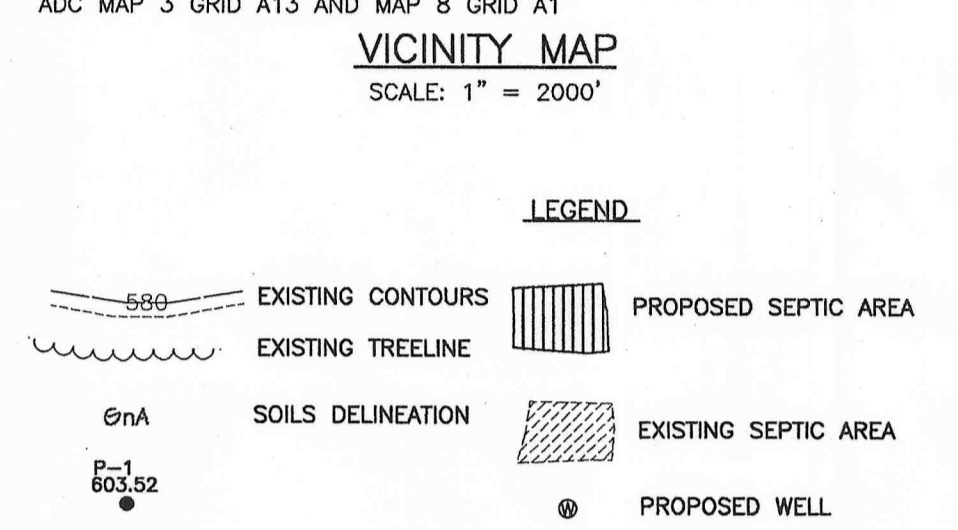 ADC MAP 3 GRID A13 AND MAP 8 GRID A1
VICINITY MAP
SCALE: 1" = 2000'
LEGEND
580 EXISTING CONTOURS
PROPOSED SEPTIC AREA
EXISTING TREELINE
GnA SOILS DELINEATION
EXISTING SEPTIC AREA
P-1
603.52
W PROPOSED WELL